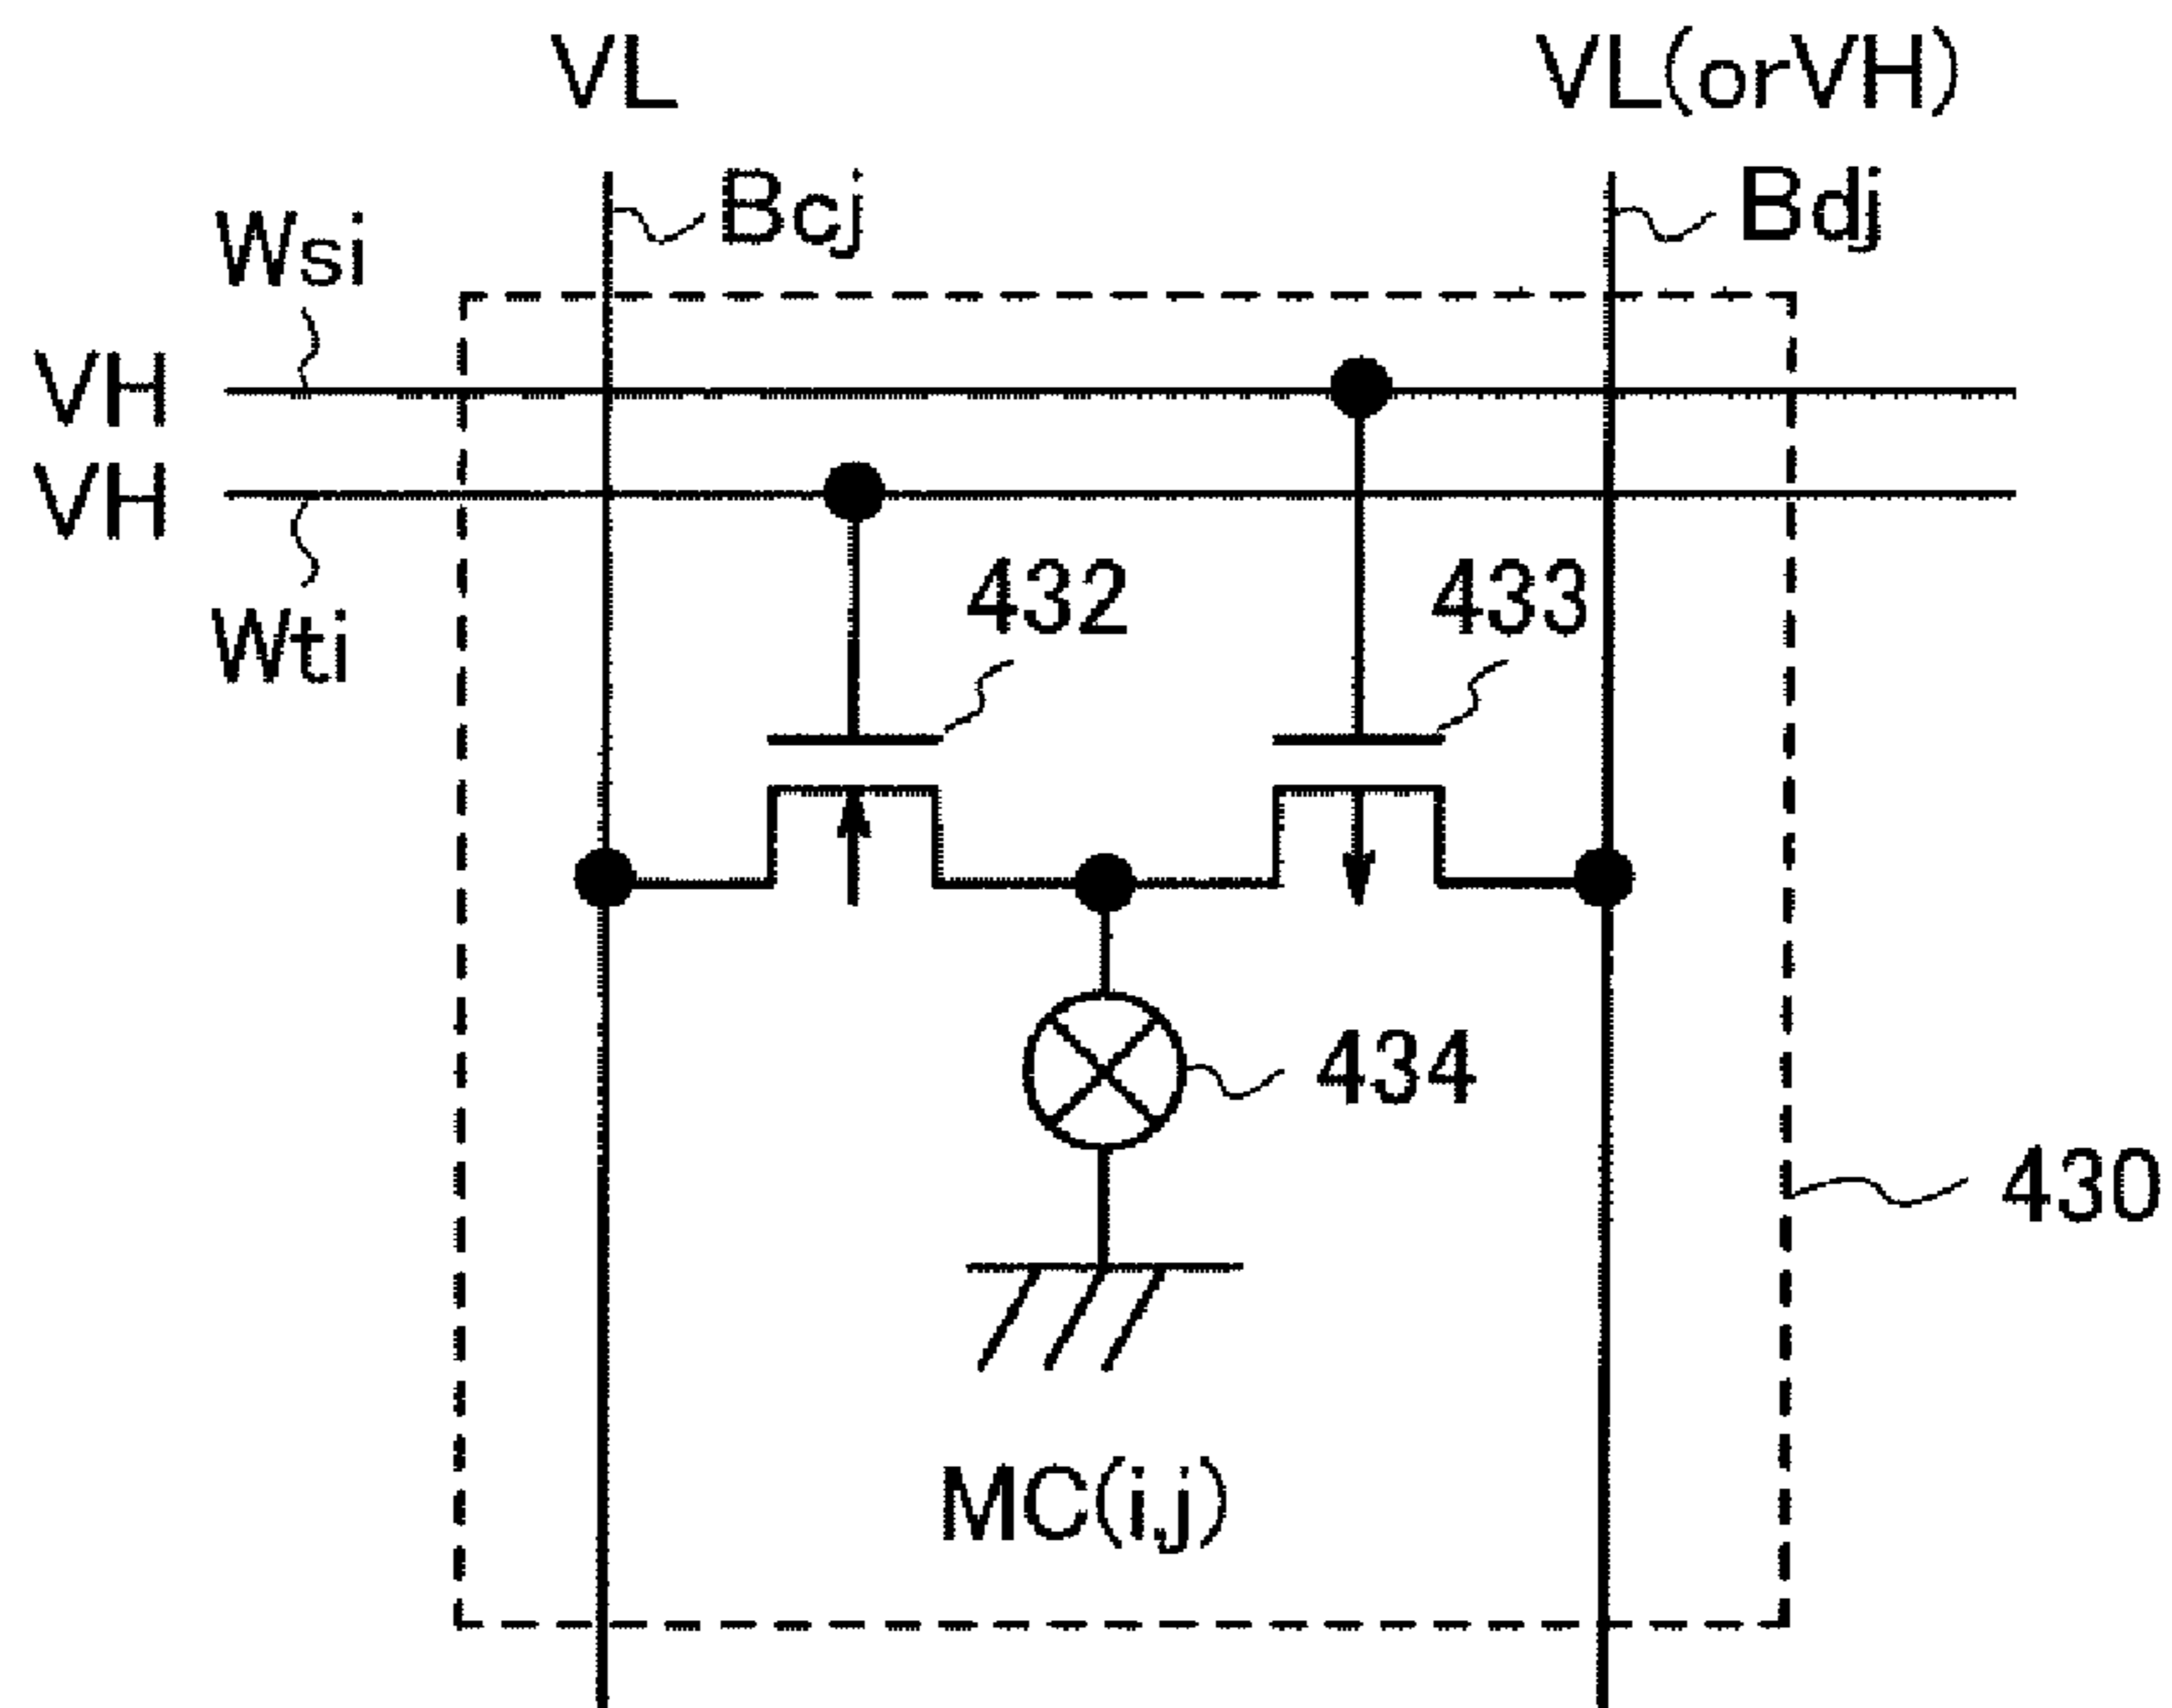 VL
VL(orVH)
Bcj
Bdj
Wsi
VH
VH
Wti
432
433
434
430
MC(i,j)